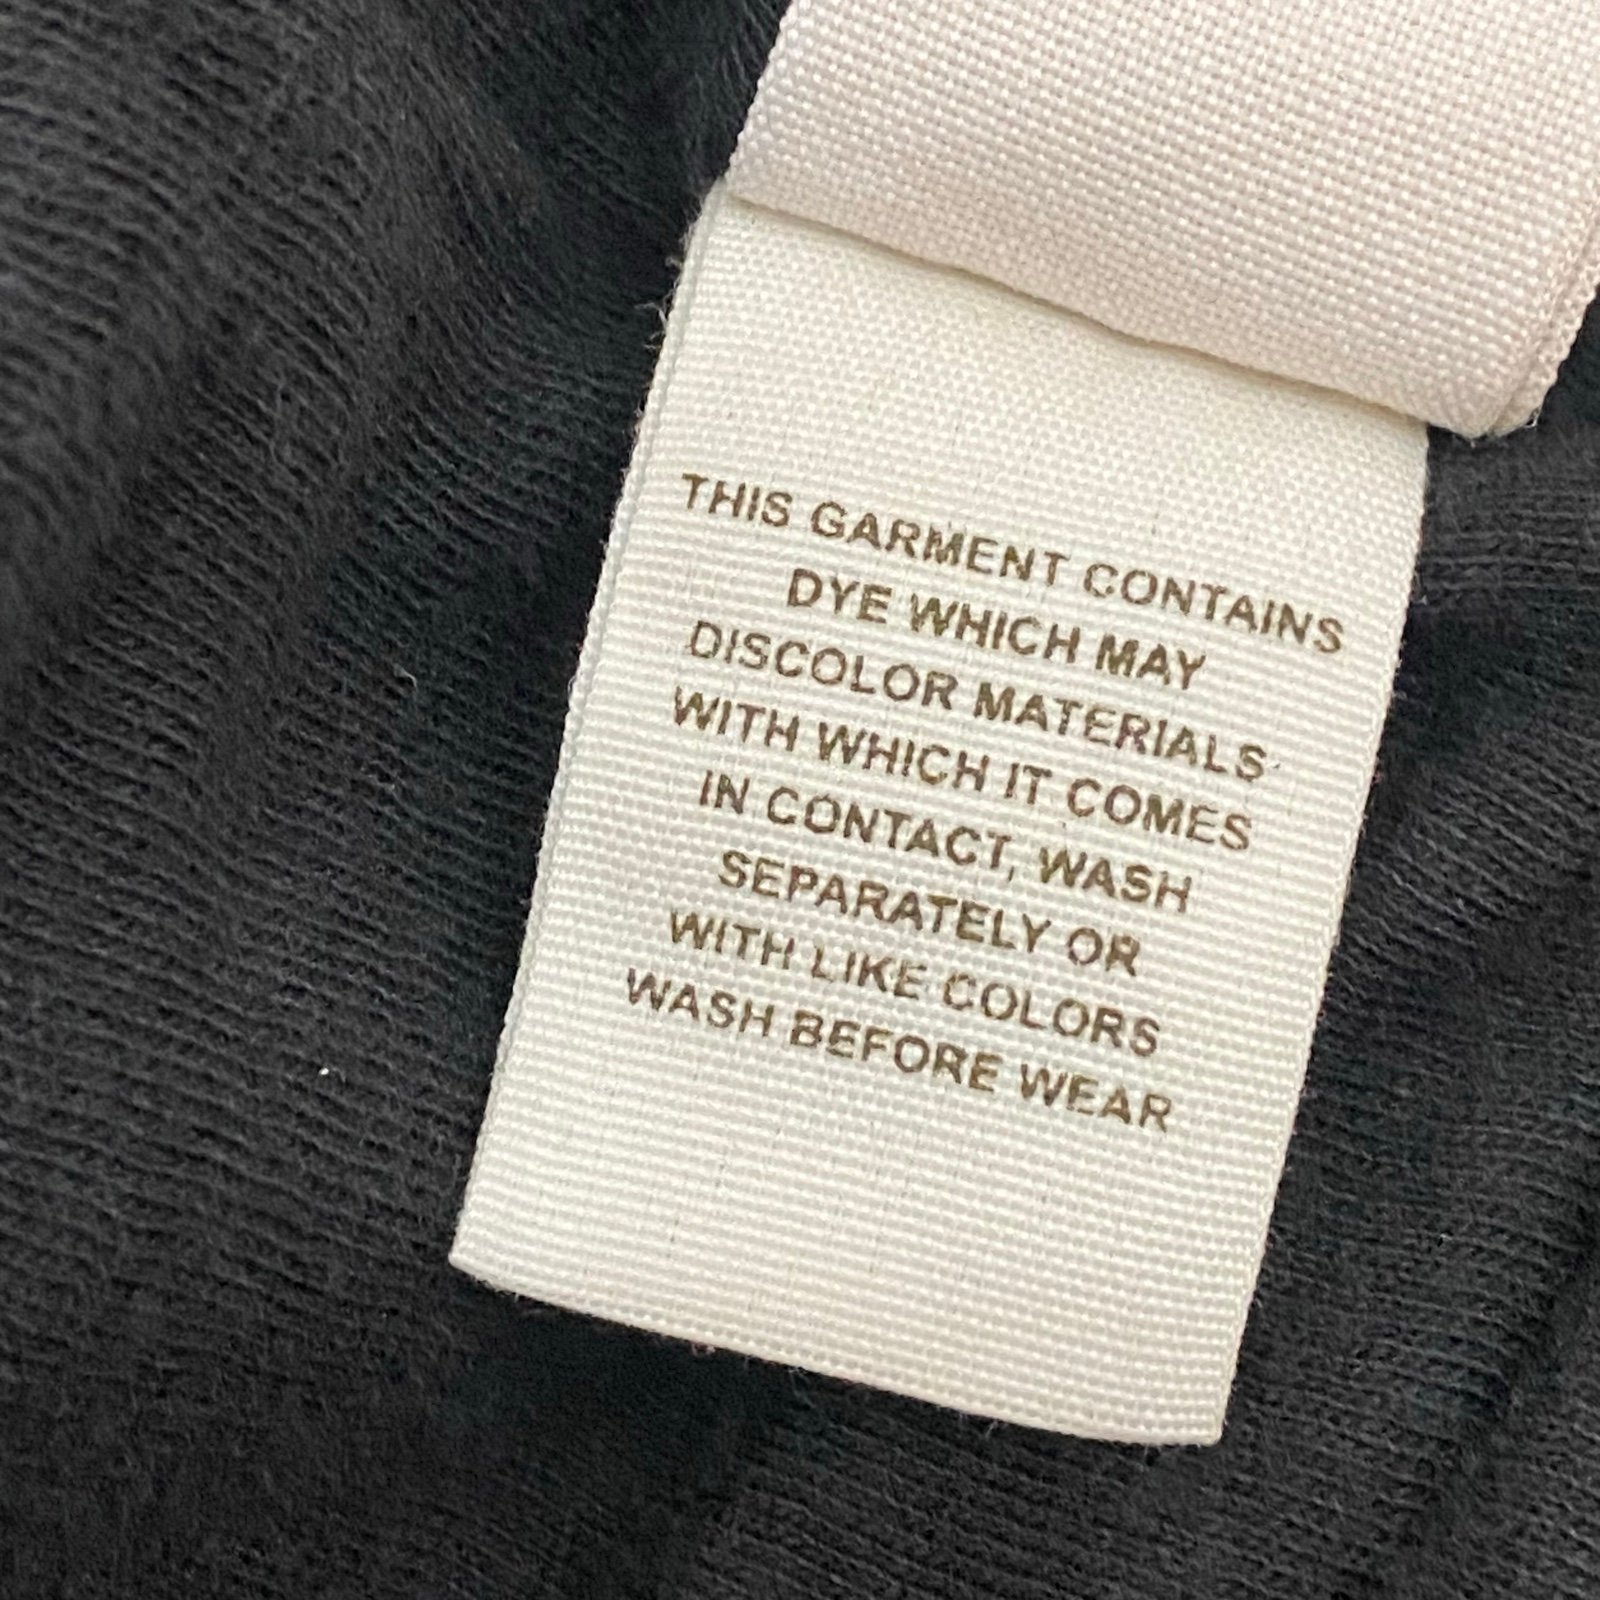 THIS GARMENT CONTAINS
DYE WHICH MAY
DISCOLOR MATERIALS
WITH WHICH IT COMES
IN CONTACT, WASH
SEPARATELY OR
WITH LIKE COLORS
WASH BEFORE WEAR